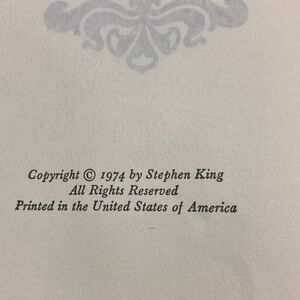 Copyright © 1974 by Stephen King
All Rights Reserved
Printed in the United States of America